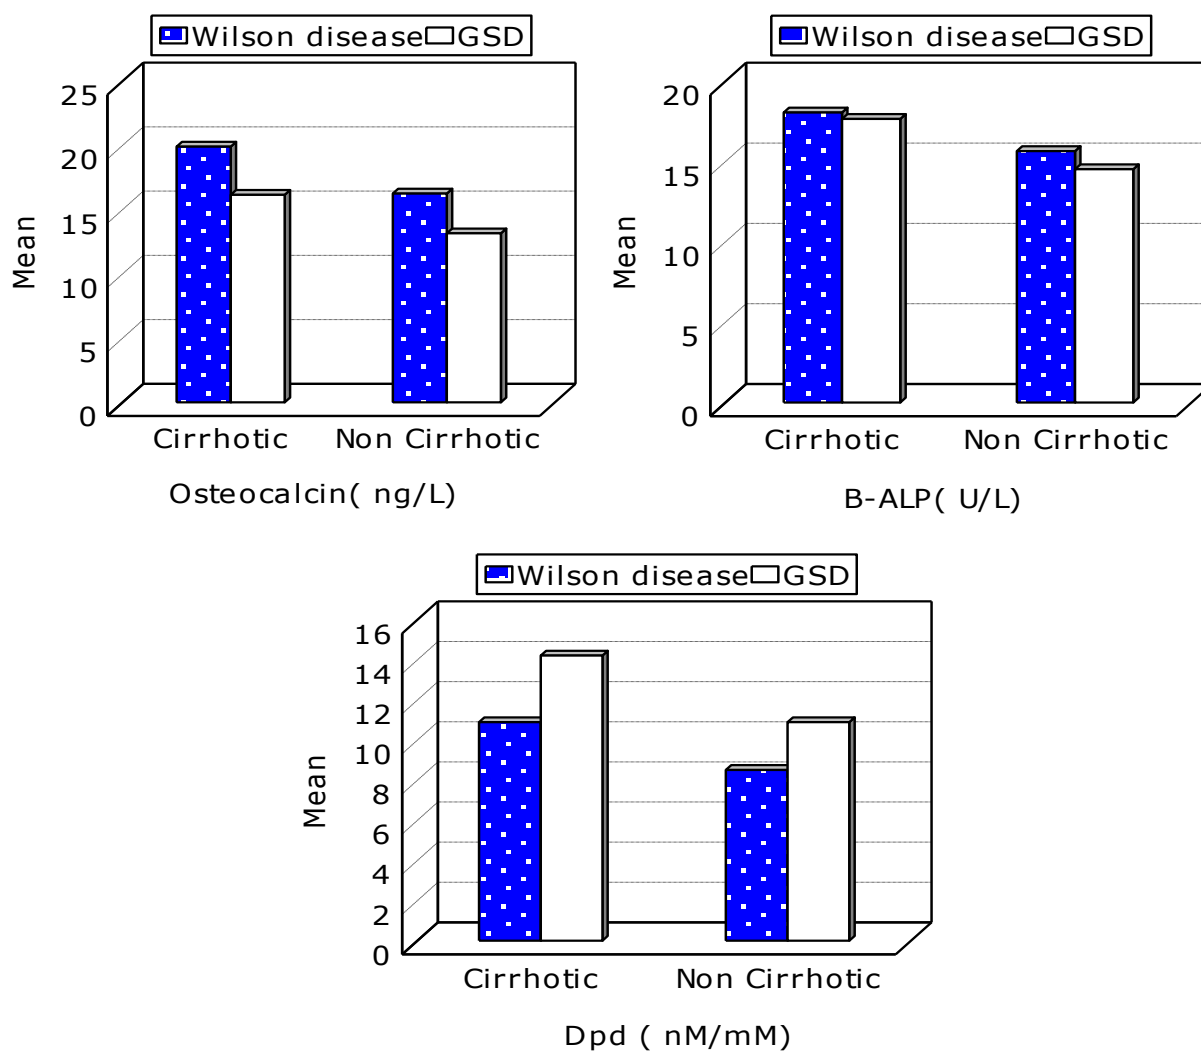 Wilson disease GSD
25
20
15
10
5
0
Mean
Cirrhotic Non Cirrhotic
Osteocalcin( ng/L)
Wilson disease GSD
20
15
10
5
0
Mean
Cirrhotic Non Cirrhotic
B-ALP( U/L)
Wilson disease GSD
16
14
12
10
8
6
4
2
0
Mean
Cirrhotic Non Cirrhotic
Dpd ( nM/mM)